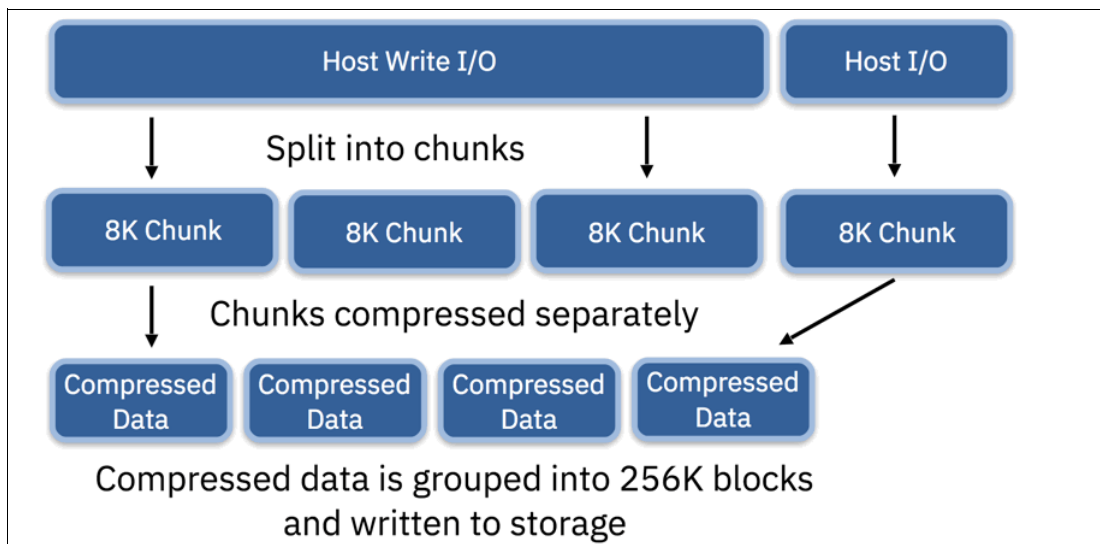 Host Write I/O
Host I/O
Split into chunks
8K Chunk
8K Chunk
8K Chunk
8K Chunk
Chunks compressed separately
Compressed
Data
Compressed
Data
Compressed
Data
Compressed
Data
Compressed data is grouped into 256K blocks
and written to storage